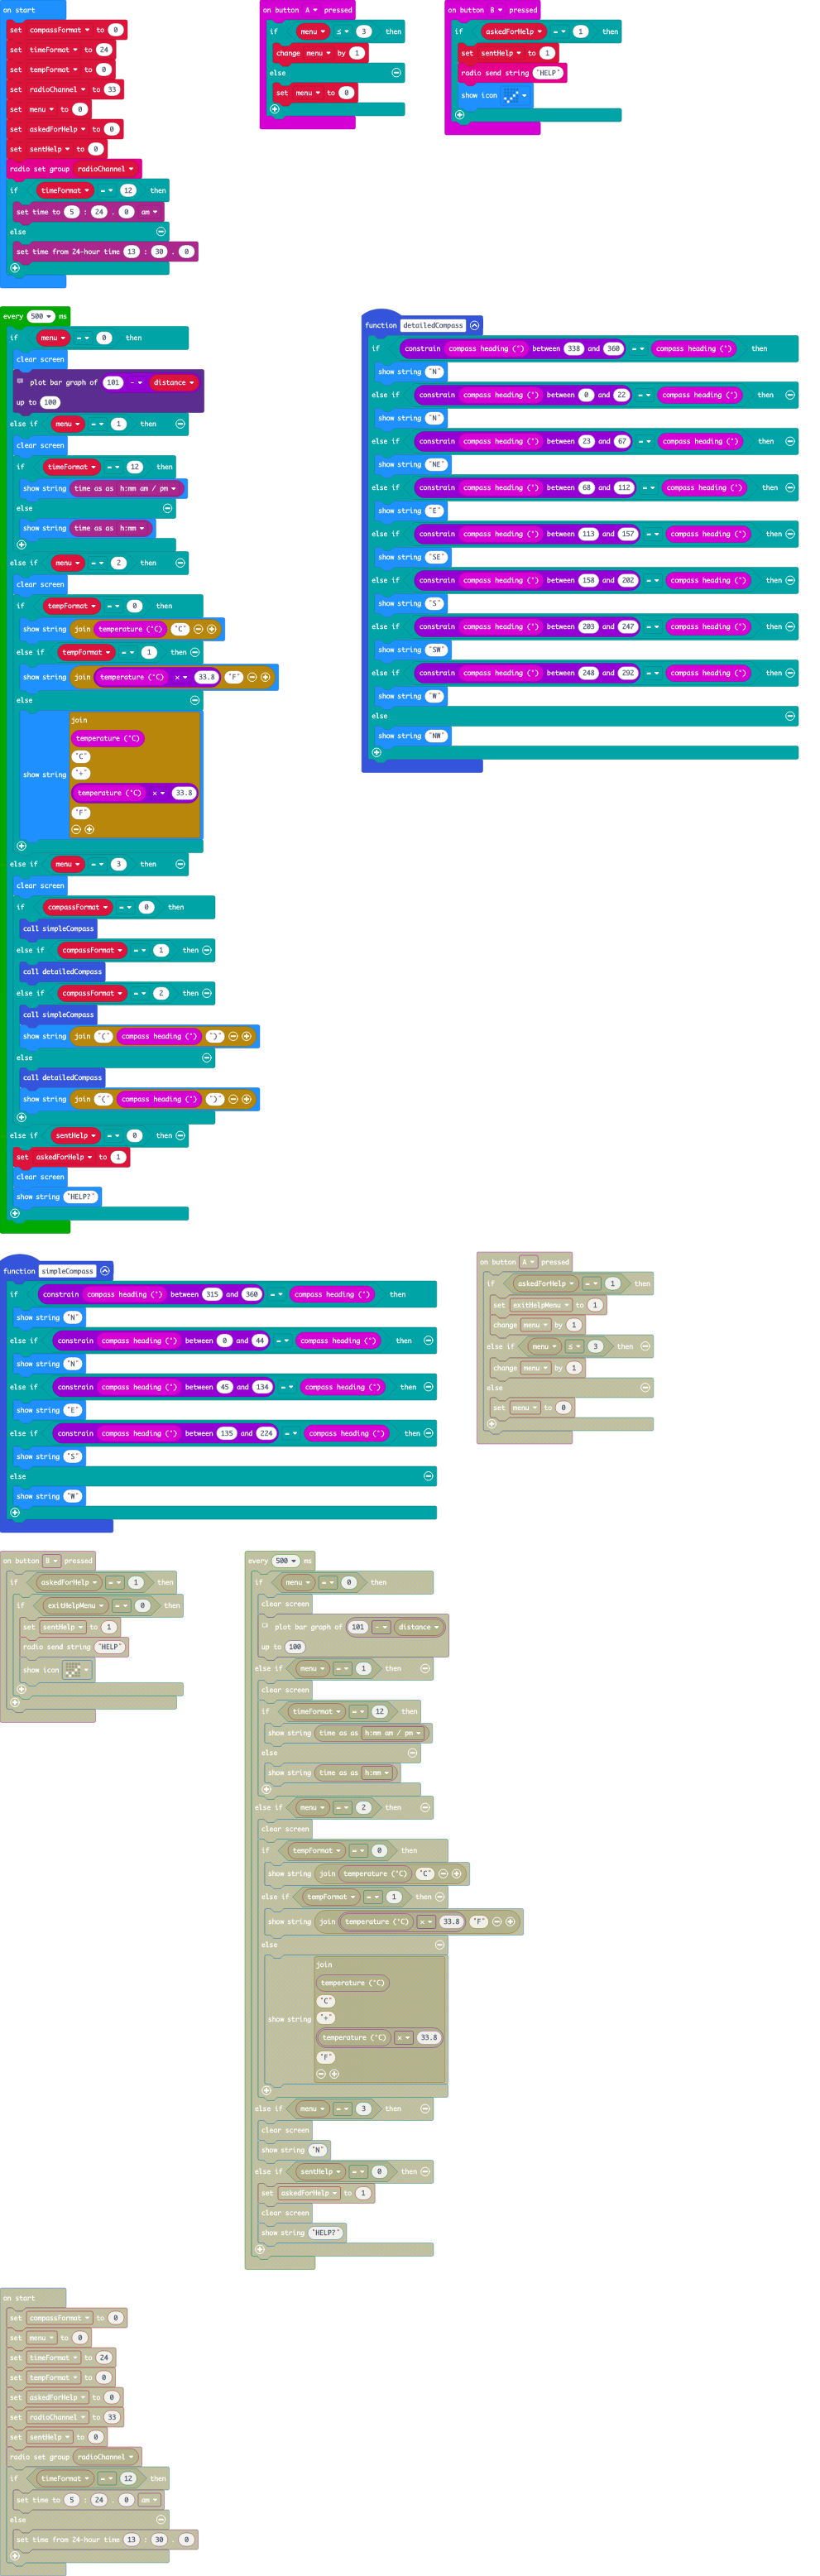 on start
set compassFormat to 0
set timeFormat to 24
set tempFormat to 0
set radioChannel to 33
set menu to 0
set askedForHelp to 0
set sentHelp to 0
radio set group radioChannel
if timeFormat = 12 then
set time to 5 : 24 . 0 am
else
set time from 24-hour time 13 : 30 . 0
on button A pressed
if menu ≤ 3 then
change menu by 1
else
set menu to 0
on button B pressed
if askedForHelp = 1 then
set sentHelp to 1
radio send string "HELP"
show icon
every 500 ms
if menu = 0 then
clear screen
plot bar graph of 101 - distance
up to 100
else if menu = 1 then
clear screen
if timeFormat = 12 then
show string time as as h:mm am / pm
else
show string time as as h:mm
else if menu = 2 then
clear screen
if tempFormat = 0 then
show string join temperature (°C) "C"
else if tempFormat = 1 then
show string join temperature (°C) × 33.8 "F"
else
join
temperature (°C)
"C"
"+"
show string
temperature (°C) × 33.8
"F"
else if menu = 3 then
clear screen
if compassFormat = 0 then
call simpleCompass
else if compassFormat = 1 then
call detailedCompass
else if compassFormat = 2 then
call simpleCompass
show string join "(" compass heading (°) ")"
else
call detailedCompass
show string join "(" compass heading (°) ")"
else if sentHelp = 0 then
set askedForHelp to 1
clear screen
show string "HELP?"
function detailedCompass
if constrain compass heading (°) between 338 and 360 = compass heading (°) then
show string "N"
else if constrain compass heading (°) between 0 and 22 = compass heading (°) then
show string "N"
else if constrain compass heading (°) between 23 and 67 = compass heading (°) then
show string "NE"
else if constrain compass heading (°) between 68 and 112 = compass heading (°) then
show string "E"
else if constrain compass heading (°) between 113 and 157 = compass heading (°) then
show string "SE"
else if constrain compass heading (°) between 158 and 202 = compass heading (°) then
show string "S"
else if constrain compass heading (°) between 203 and 247 = compass heading (°) then
show string "SW"
else if constrain compass heading (°) between 248 and 292 = compass heading (°) then
show string "W"
else
show string "NW"
function simpleCompass
if constrain compass heading (°) between 315 and 360 = compass heading (°) then
show string "N"
else if constrain compass heading (°) between 0 and 44 = compass heading (°) then
show string "N"
else if constrain compass heading (°) between 45 and 134 = compass heading (°) then
show string "E"
else if constrain compass heading (°) between 135 and 224 = compass heading (°) then
show string "S"
else
show string "W"
on button A pressed
if askedForHelp = 1 then
set exitHelpMenu to 1
change menu by 1
else if menu ≤ 3 then
change menu by 1
else
set menu to 0
on button B pressed
if askedForHelp = 1 then
if exitHelpMenu = 0 then
set sentHelp to 1
radio send string "HELP"
show icon
every 500 ms
if menu = 0 then
clear screen
plot bar graph of 101 - distance
up to 100
else if menu = 1 then
clear screen
if timeFormat = 12 then
show string time as as h:mm am / pm
else
show string time as as h:mm
else if menu = 2 then
clear screen
if tempFormat = 0 then
show string join temperature (°C) "C"
else if tempFormat = 1 then
show string join temperature (°C) × 33.8 "F"
else
join
temperature (°C)
"C"
"+"
show string
temperature (°C) × 33.8
"F"
else if menu = 3 then
clear screen
show string "N"
else if sentHelp = 0 then
set askedForHelp to 1
clear screen
show string "HELP?"
on start
set compassFormat to 0
set menu to 0
set timeFormat to 24
set tempFormat to 0
set askedForHelp to 0
set radioChannel to 33
set sentHelp to 0
radio set group radioChannel
if timeFormat = 12 then
set time to 5 : 24 . 0 am
else
set time from 24-hour time 13 : 30 . 0